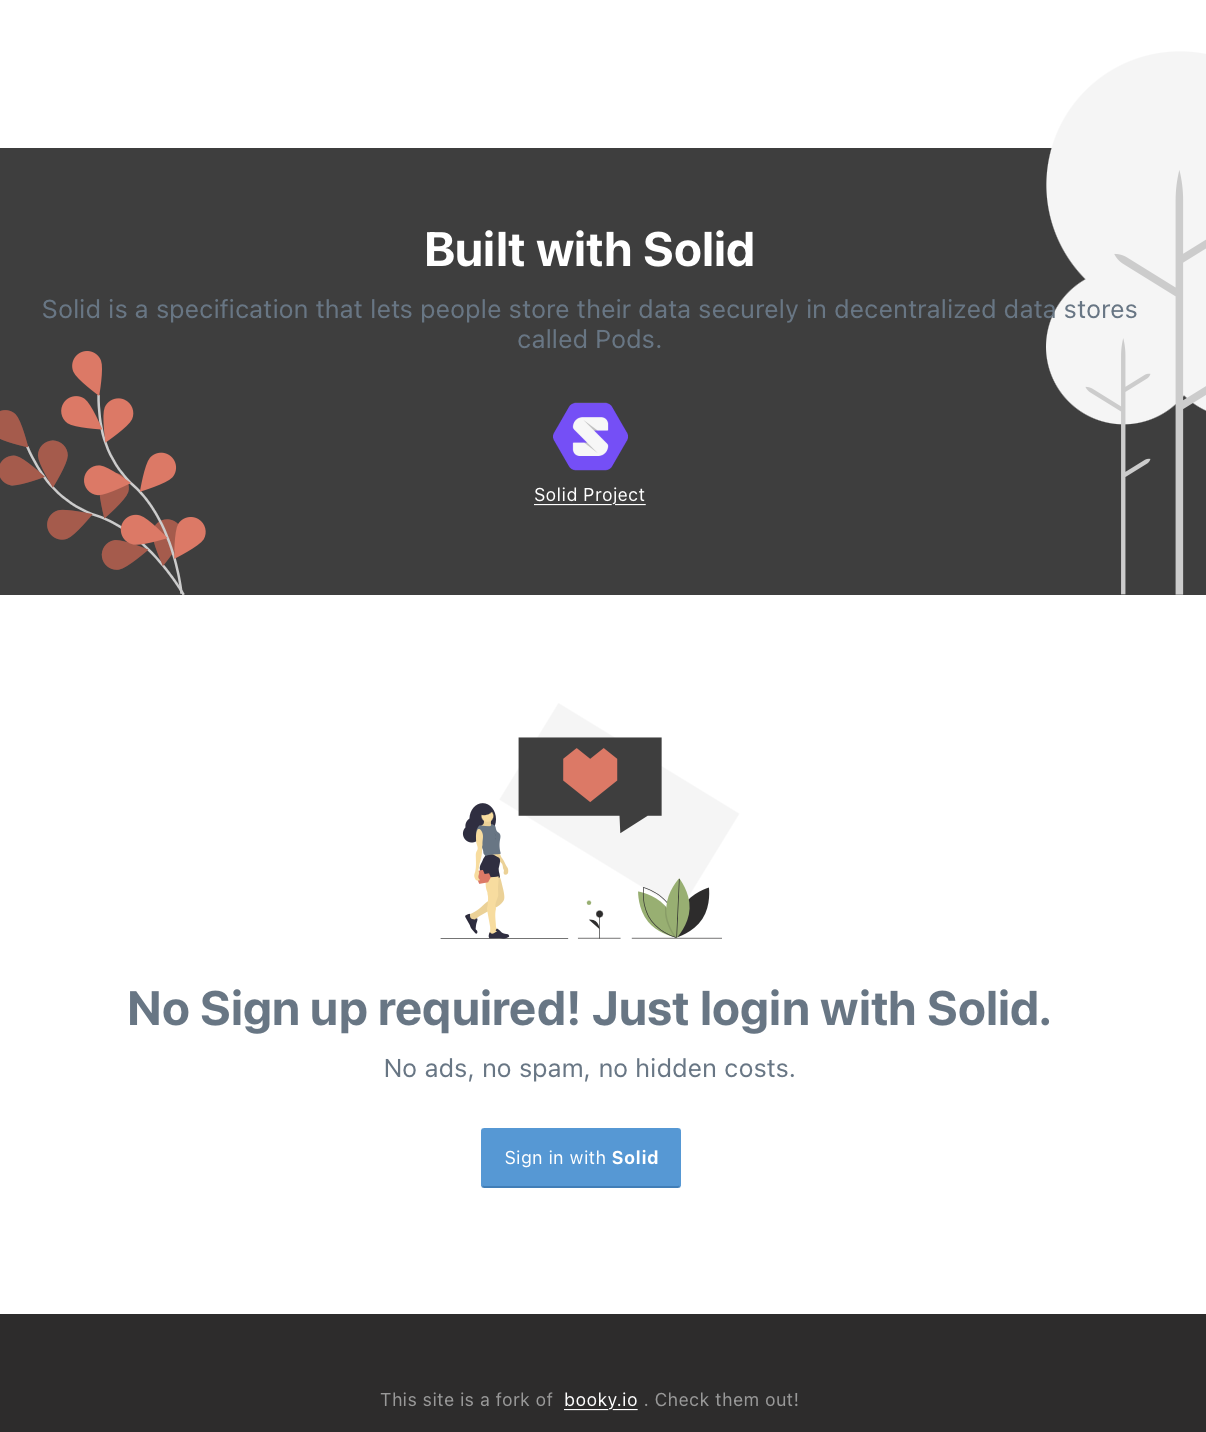 Built with Solid
Solid is a specification that lets people store their data securely in decentralized data stores
called Pods.
Solid Project
No Sign up required! Just login with Solid.
No ads, no spam, no hidden costs.
Sign in with Solid
This site is a fork of booky.io . Check them out!